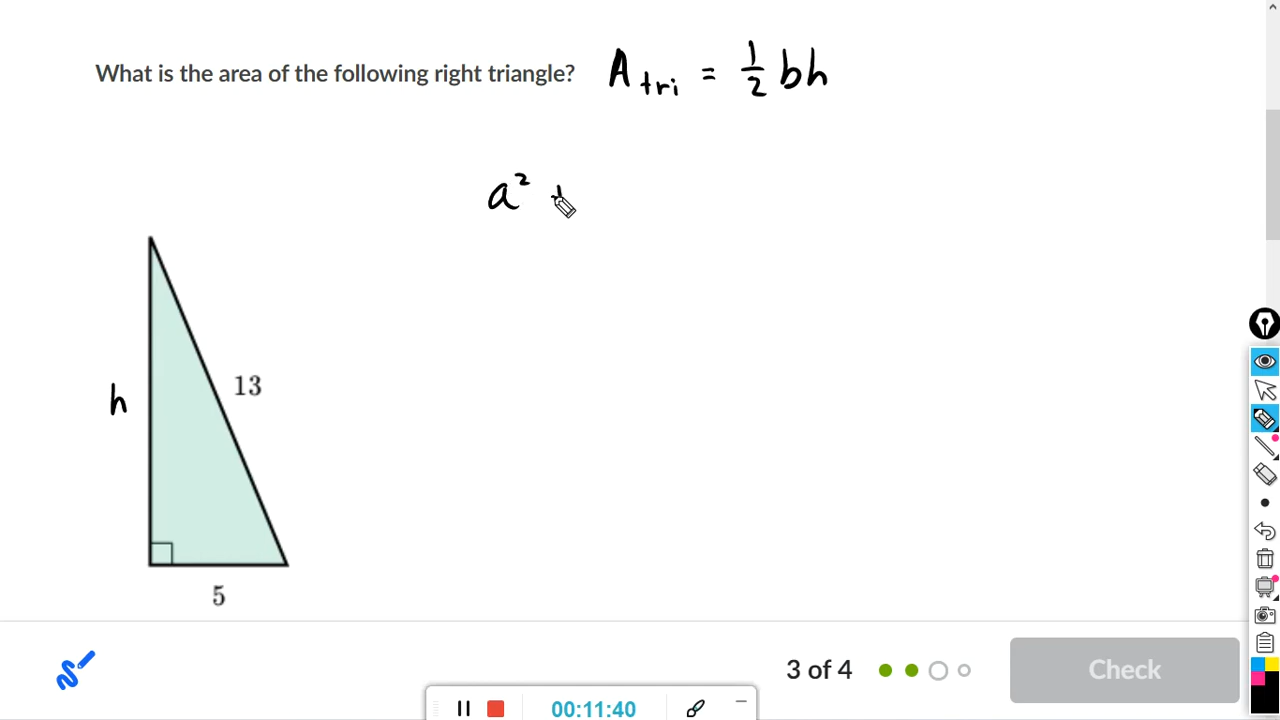 What is the area of the following right triangle? A tri = 1/2 bh
a² +
13
h
5
3 of 4
Check
00:11:40